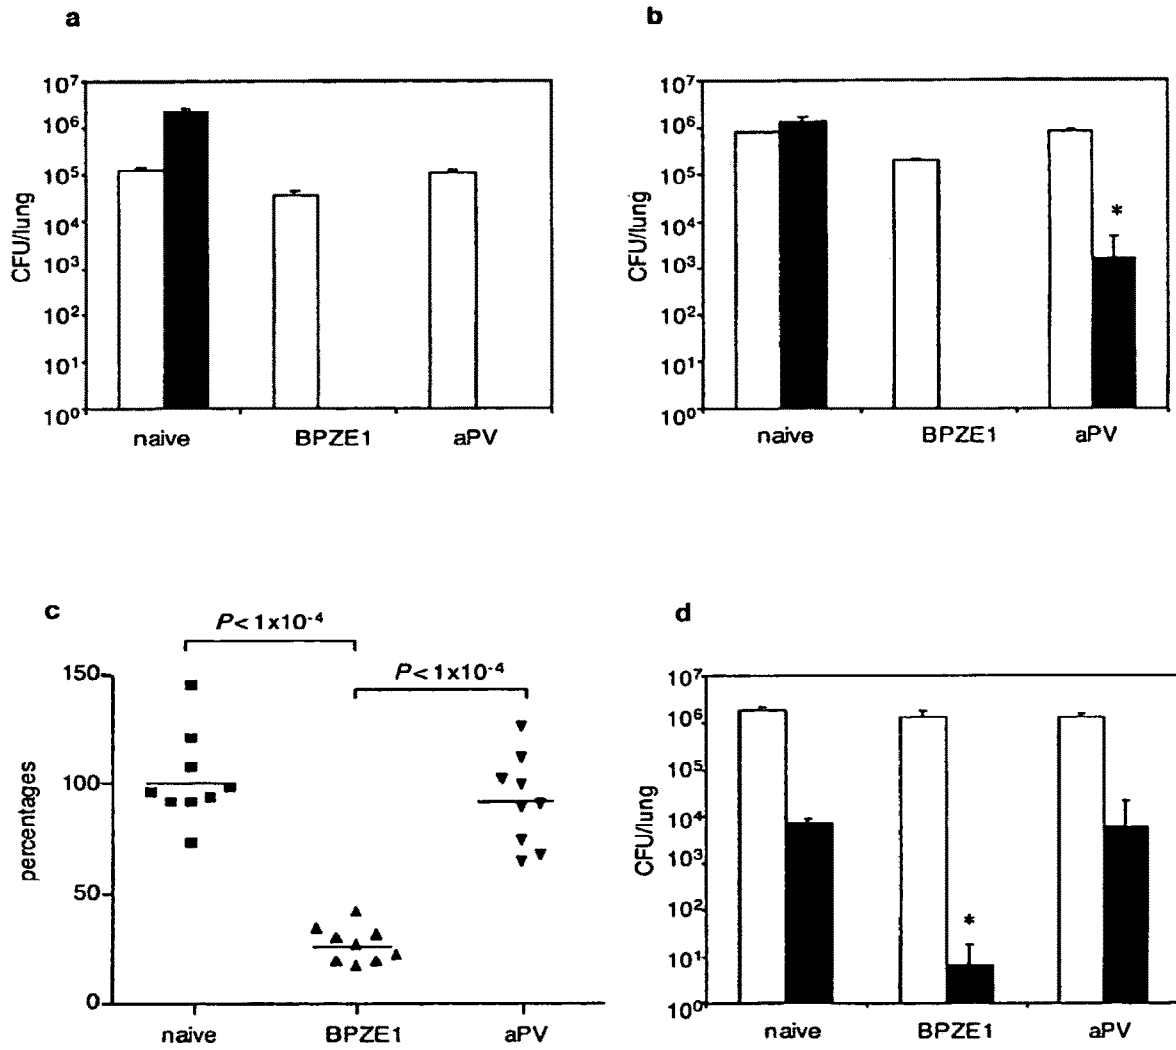 a
10⁷
10⁶
10⁵
10⁴
10³
10²
10¹
10⁰
CFU/lung
naive BPZE1 aPV
b
10⁷
10⁶
10⁵
10⁴
10³
10²
10¹
10⁰
CFU/lung
*
naive BPZE1 aPV
c
P< 1x10⁻⁴
P< 1x10⁻⁴
150
100
50
0
percentages
naive BPZE1 aPV
d
10⁷
10⁶
10⁵
10⁴
10³
10²
10¹
10⁰
CFU/lung
*
naive BPZE1 aPV